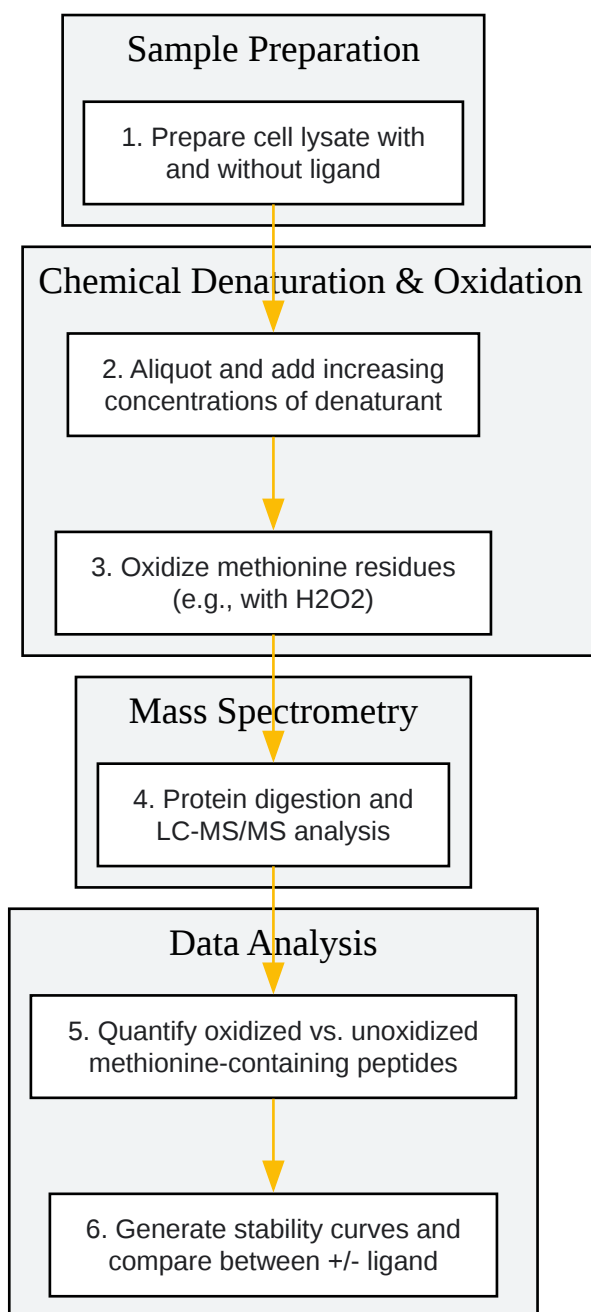 Sample Preparation
1. Prepare cell lysate with
and without ligand
Chemical Denaturation & Oxidation
2. Aliquot and add increasing
concentrations of denaturant
3. Oxidize methionine residues
(e.g., with H2O2)
Mass Spectrometry
4. Protein digestion and
LC-MS/MS analysis
Data Analysis
5. Quantify oxidized vs. unoxidized
methionine-containing peptides
6. Generate stability curves and
compare between +/- ligand